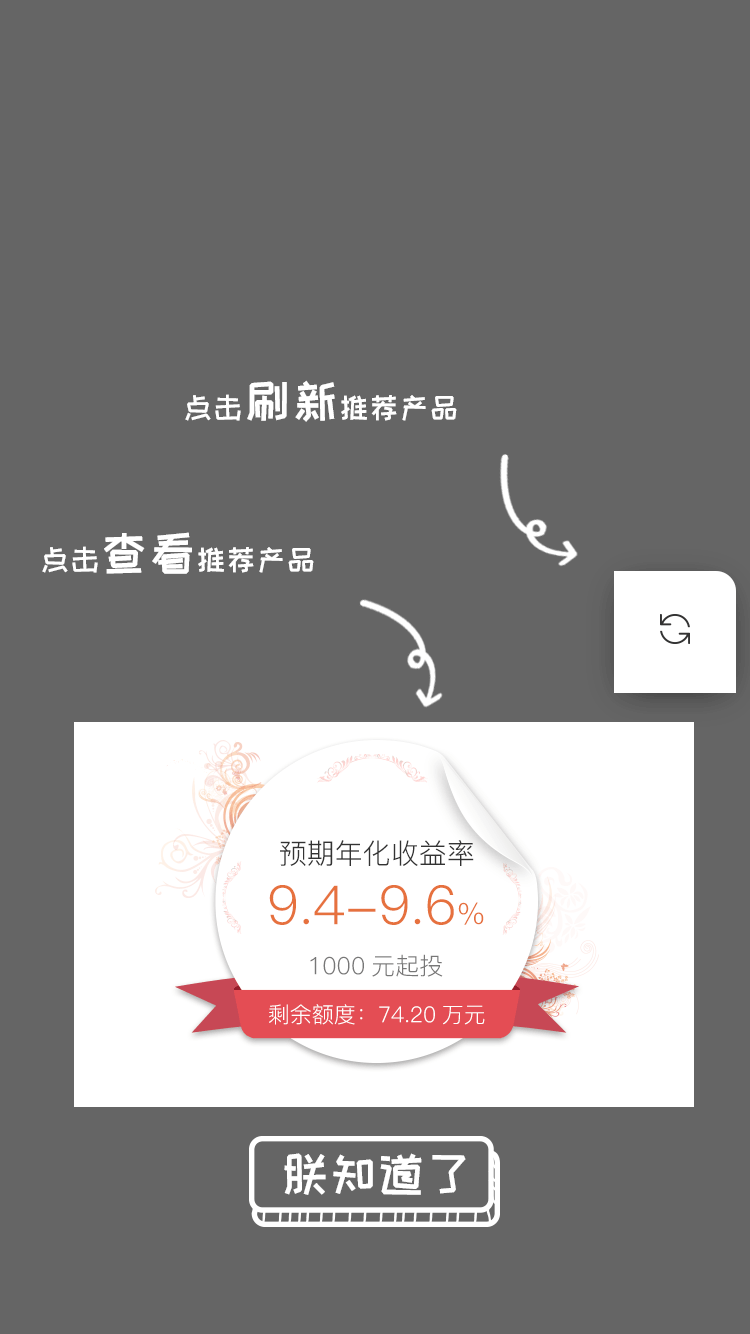 点击刷新推荐产品
点击查看推荐产品
预期年化收益率
9.4–9.6%
1000 元起投
剩余额度：74.20 万元
朕知道了